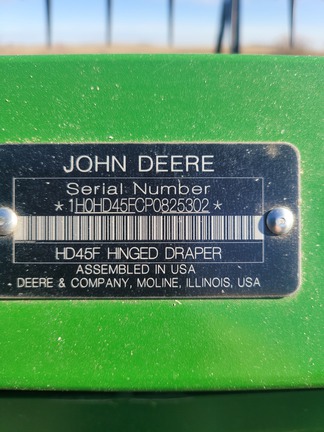 JOHN DEERE
Serial Number
*1H0HD45FCP0825302*
HD45F HINGED DRAPER
ASSEMBLED IN USA
DEERE & COMPANY, MOLINE, ILLINOIS, USA